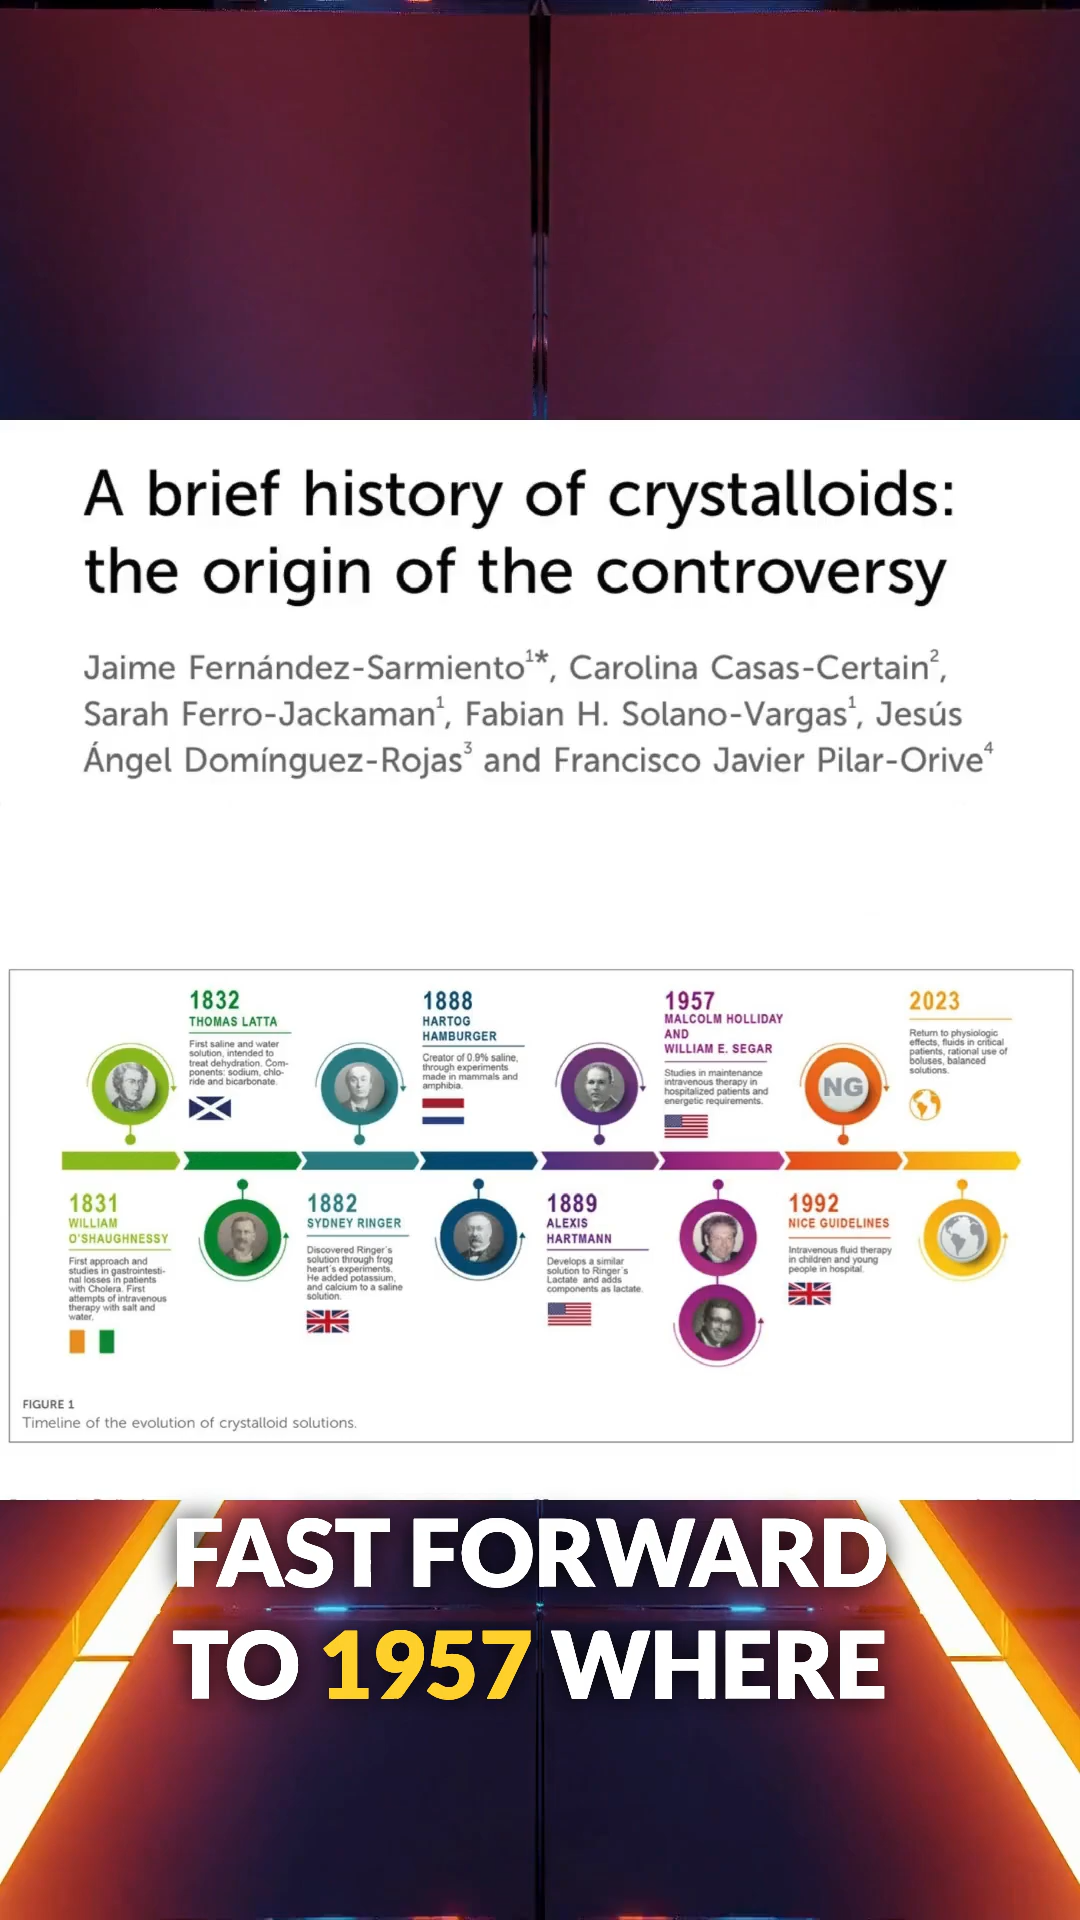 A brief history of crystalloids:
the origin of the controversy
Jaime Fernández-Sarmiento1*, Carolina Casas-Certain2,
Sarah Ferro-Jackaman1, Fabian H. Solano-Vargas1, Jesús
Ángel Domínguez-Rojas3 and Francisco Javier Pilar-Orive4
1832
THOMAS LATTA
First saline and water
solution, intended to
treat dehydration. Com-
ponents: sodium, chlo-
ride and bicarbonate.
1888
HARTOG
HAMBURGER
Creator of 0.9% saline,
through experiments
made in mammals and
amphibia.
1957
MALCOLM HOLLIDAY
AND
WILLIAM E. SEGAR
Studies in maintenance
intravenous therapy in
hospitalized patients and
energetic requirements.
NG
2023
Return to physiologic
effects, fluids in critical
patients, rational use of
boluses, balanced
solutions.
1831
WILLIAM
O'SHAUGHNESSY
First approach and
studies in gastrointesti-
nal losses in patients
with Cholera. First
attempts of intravenous
therapy with salt and
water.
1882
SYDNEY RINGER
Discovered Ringer´s
solution through frog
heart´s experiments.
He added potassium,
and calcium to a saline
solution.
1889
ALEXIS
HARTMANN
Develops a similar
solution to Ringer´s
Lactate and adds
components as lactate.
1992
NICE GUIDELINES
Intravenous fluid therapy
in children and young
people in hospital.
FIGURE 1
Timeline of the evolution of crystalloid solutions.
FAST FORWARD
TO 1957 WHERE